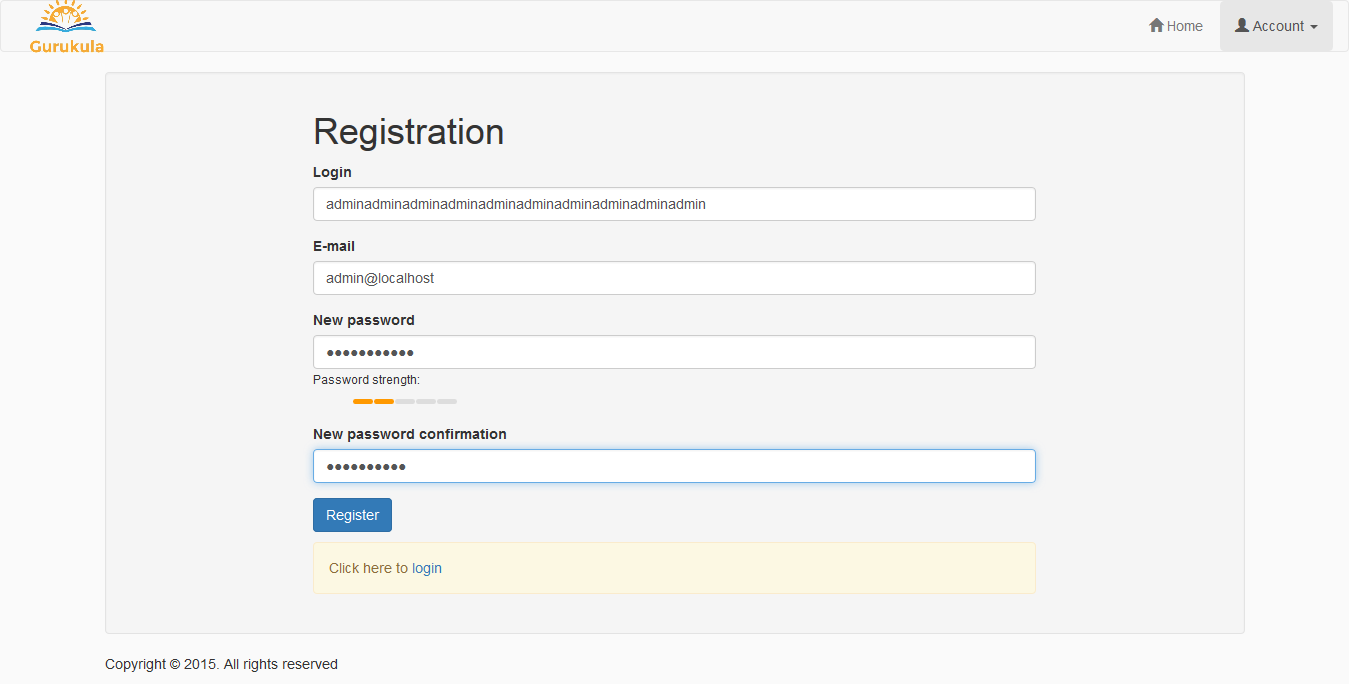 Gurukula
Home
Account
Registration
Login
adminadminadminadminadminadminadminadminadminadmin
E-mail
admin@localhost
New password
●●●●●●●●●●●
Password strength:
New password confirmation
●●●●●●●●●●
Register
Click here to login
Copyright © 2015. All rights reserved